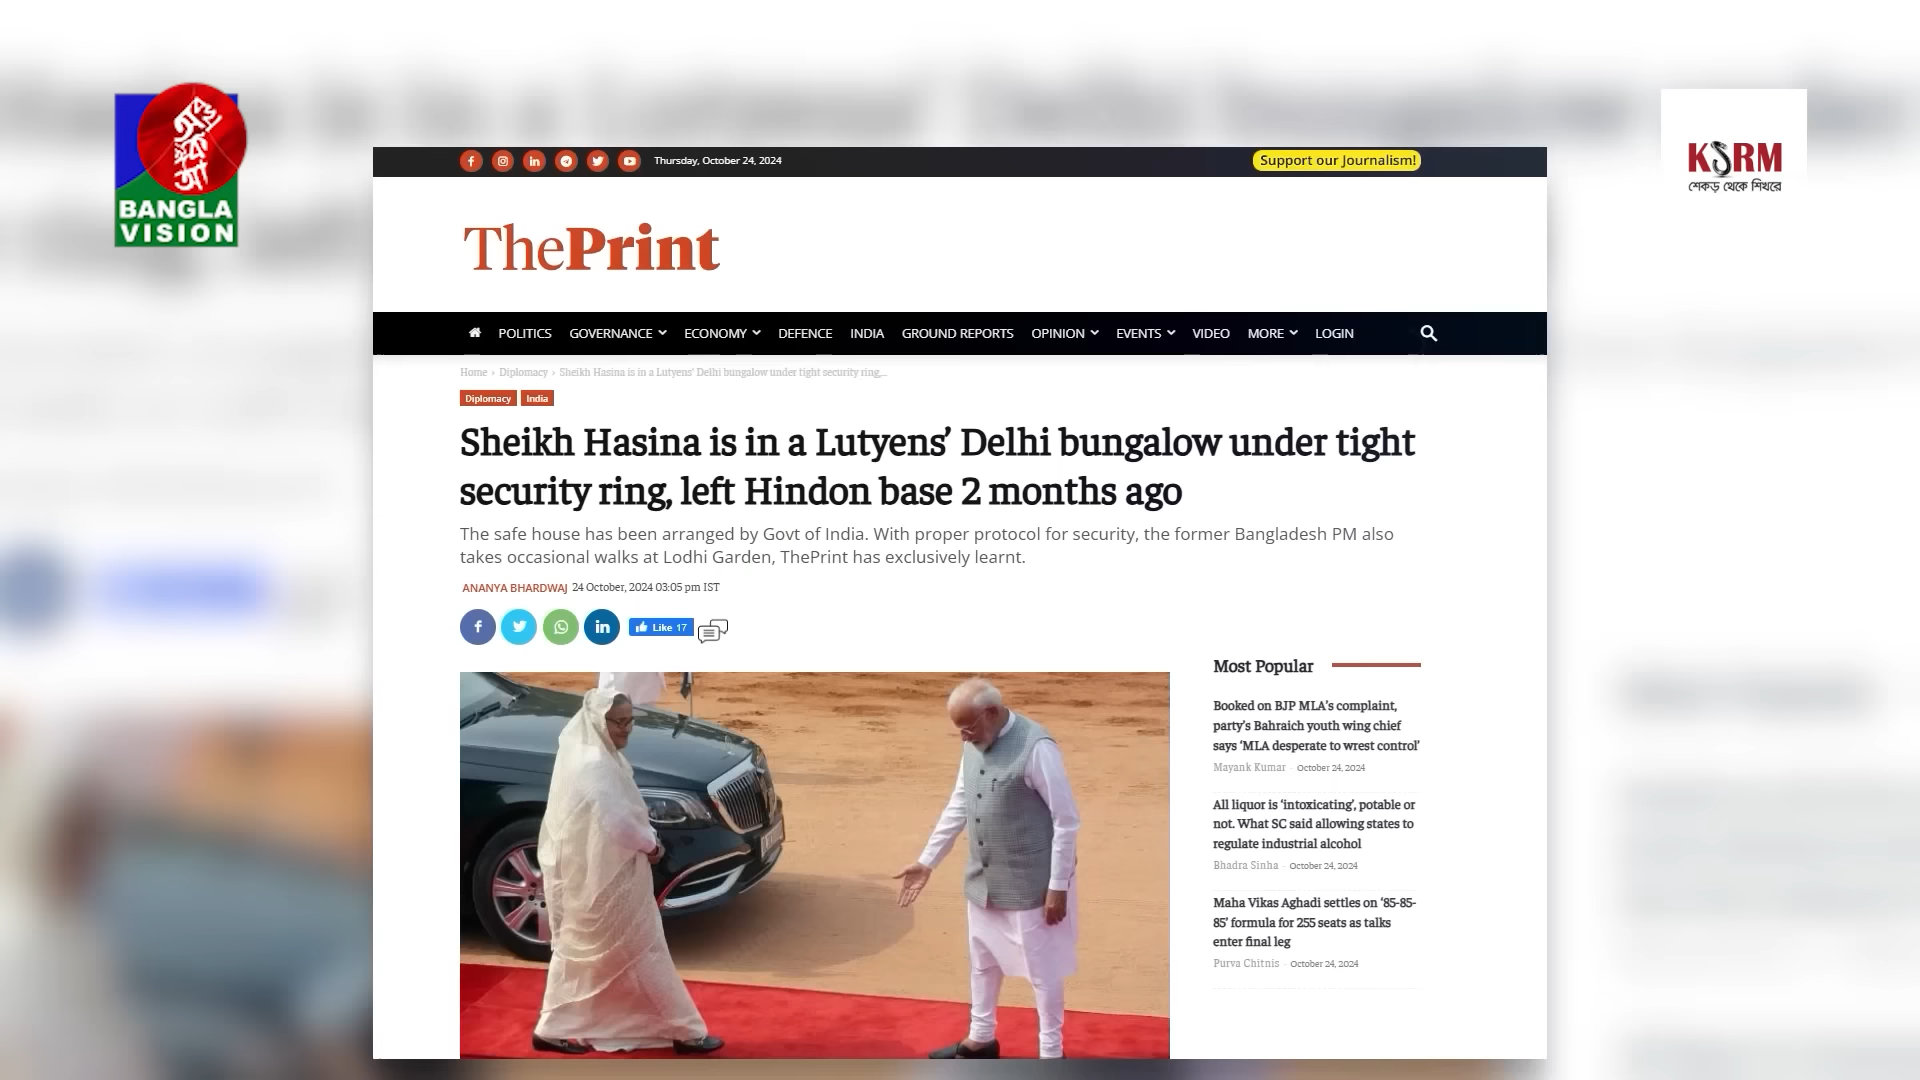 BANGLA
VISION
KSRM
শেকড় থেকে শিখরে
Thursday, October 24, 2024
Support our Journalism!
ThePrint
POLITICS GOVERNANCE ECONOMY DEFENCE INDIA GROUND REPORTS OPINION EVENTS VIDEO MORE LOGIN
Home › Diplomacy › Sheikh Hasina is in a Lutyens’ Delhi bungalow under tight security ring,...
Diplomacy India
Sheikh Hasina is in a Lutyens’ Delhi bungalow under tight
security ring, left Hindon base 2 months ago
The safe house has been arranged by Govt of India. With proper protocol for security, the former Bangladesh PM also
takes occasional walks at Lodhi Garden, ThePrint has exclusively learnt.
ANANYA BHARDWAJ 24 October, 2024 03:05 pm IST
Like 17
Most Popular
Booked on BJP MLA’s complaint,
party’s Bahraich youth wing chief
says ‘MLA desperate to wrest control’
Mayank Kumar - October 24, 2024
All liquor is ‘intoxicating’, potable or
not. What SC said allowing states to
regulate industrial alcohol
Bhadra Sinha - October 24, 2024
Maha Vikas Aghadi settles on ‘85-85-
85’ formula for 255 seats as talks
enter final leg
Purva Chitnis - October 24, 2024